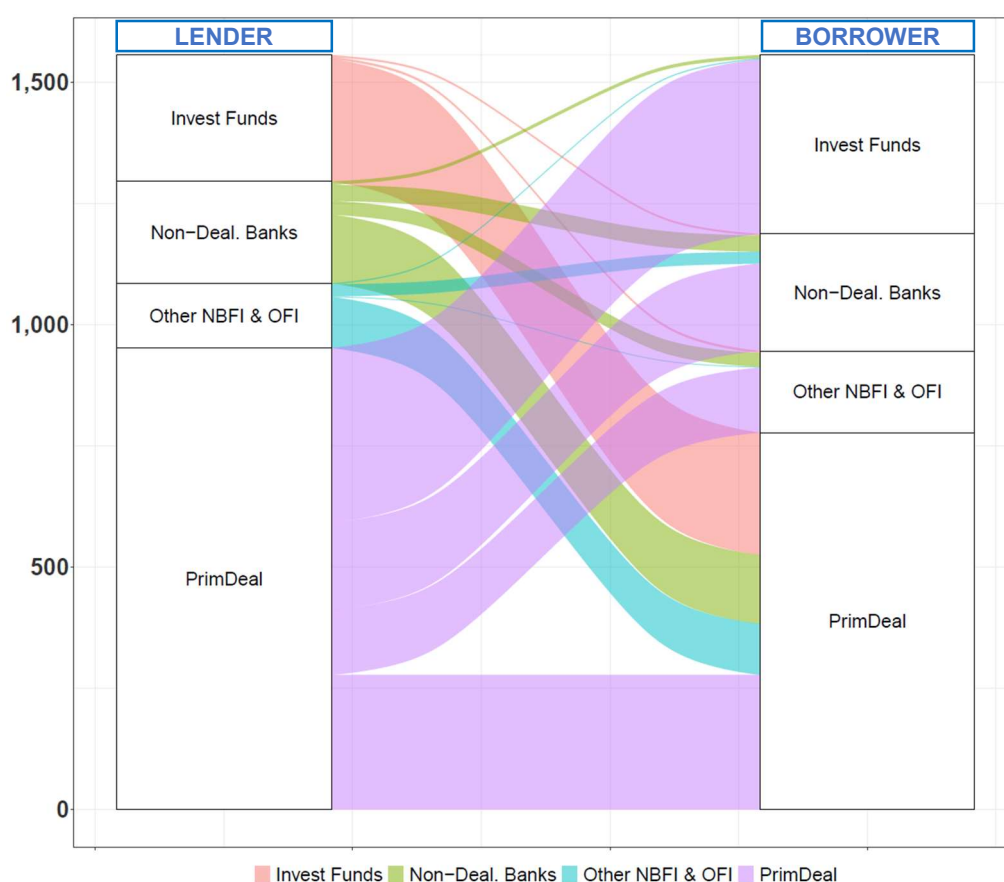 LENDER
BORROWER
1,500
1,000
500
0
Invest Funds
Non−Deal. Banks
Other NBFI & OFI
PrimDeal
Invest Funds
Non−Deal. Banks
Other NBFI & OFI
PrimDeal
Invest Funds Non−Deal. Banks Other NBFI & OFI PrimDeal